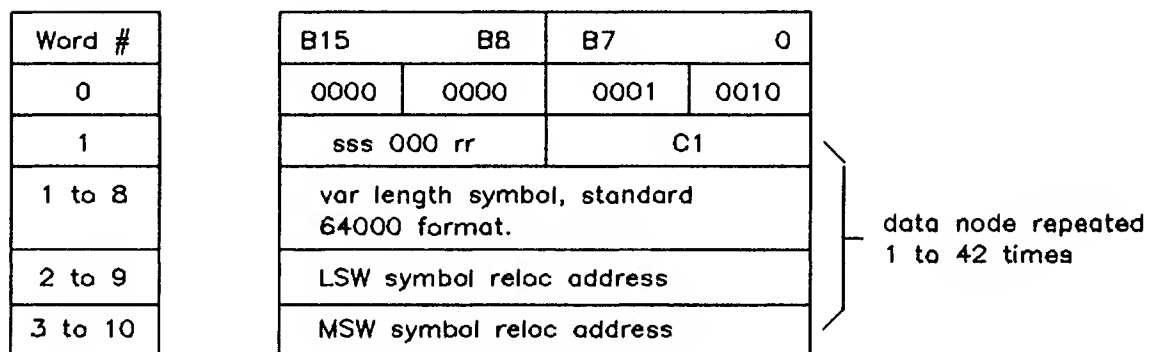 Word # B15 B8 B7 0
0 0000 0000 0001 0010
1 sss 000 rr C1
1 to 8 var length symbol, standard
64000 format.
2 to 9 LSW symbol reloc address
3 to 10 MSW symbol reloc address
data node repeated
1 to 42 times